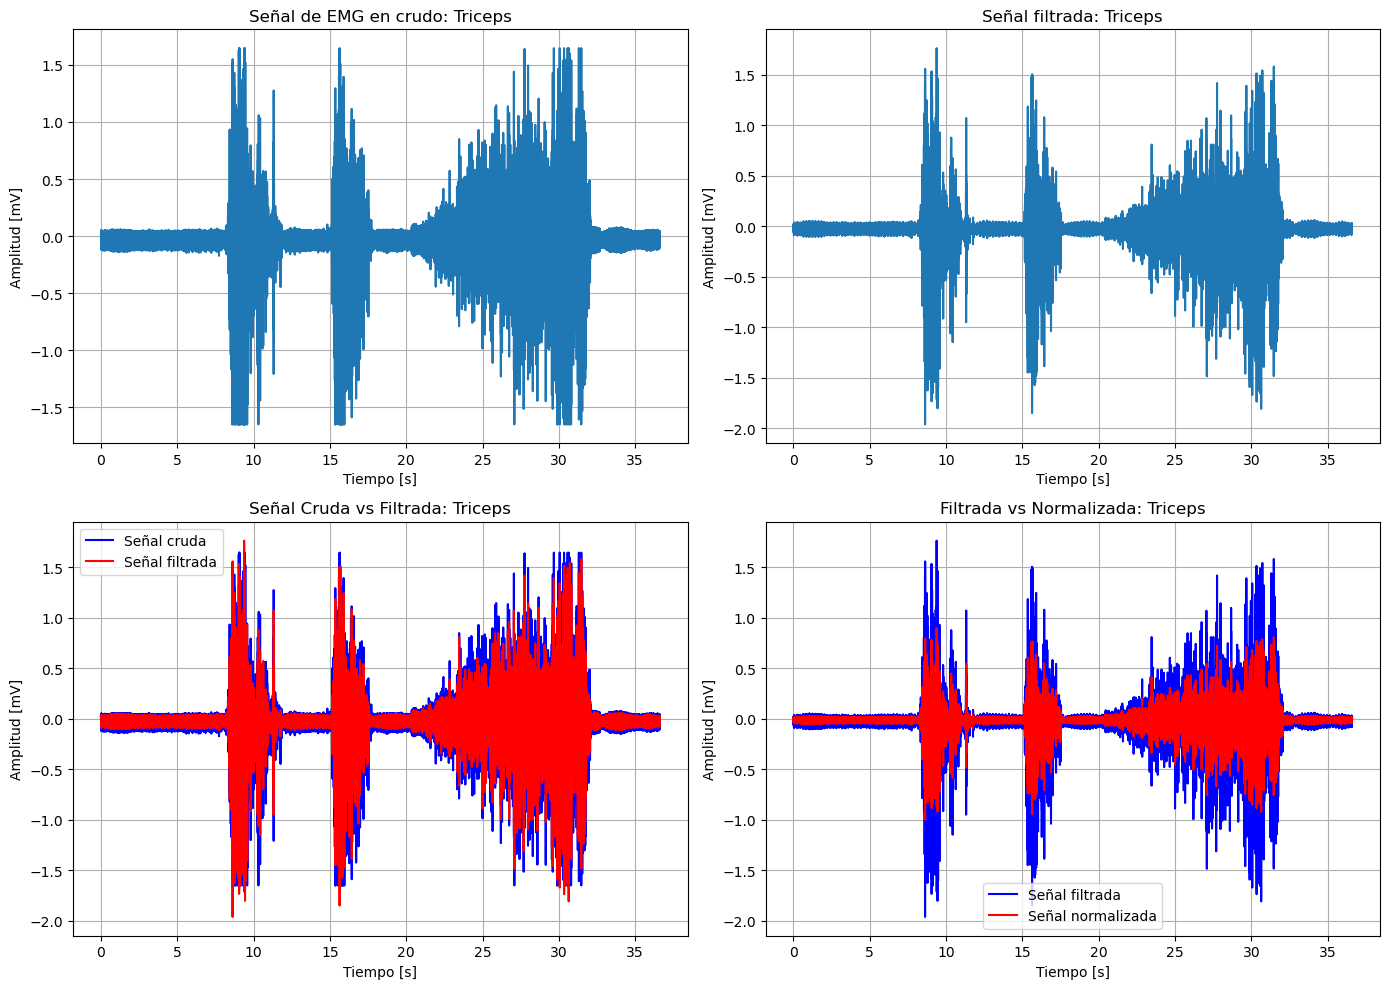 Señal de EMG en crudo: Triceps
Amplitud [mV]
1.5
1.0
0.5
0.0
−0.5
−1.0
−1.5
0 5 10 15 20 25 30 35
Tiempo [s]
Señal filtrada: Triceps
Amplitud [mV]
1.5
1.0
0.5
0.0
−0.5
−1.0
−1.5
−2.0
0 5 10 15 20 25 30 35
Tiempo [s]
Señal Cruda vs Filtrada: Triceps
Señal cruda
Señal filtrada
Amplitud [mV]
1.5
1.0
0.5
0.0
−0.5
−1.0
−1.5
−2.0
0 5 10 15 20 25 30 35
Tiempo [s]
Filtrada vs Normalizada: Triceps
Amplitud [mV]
1.5
1.0
0.5
0.0
−0.5
−1.0
−1.5
−2.0
Señal filtrada
Señal normalizada
0 5 10 15 20 25 30 35
Tiempo [s]